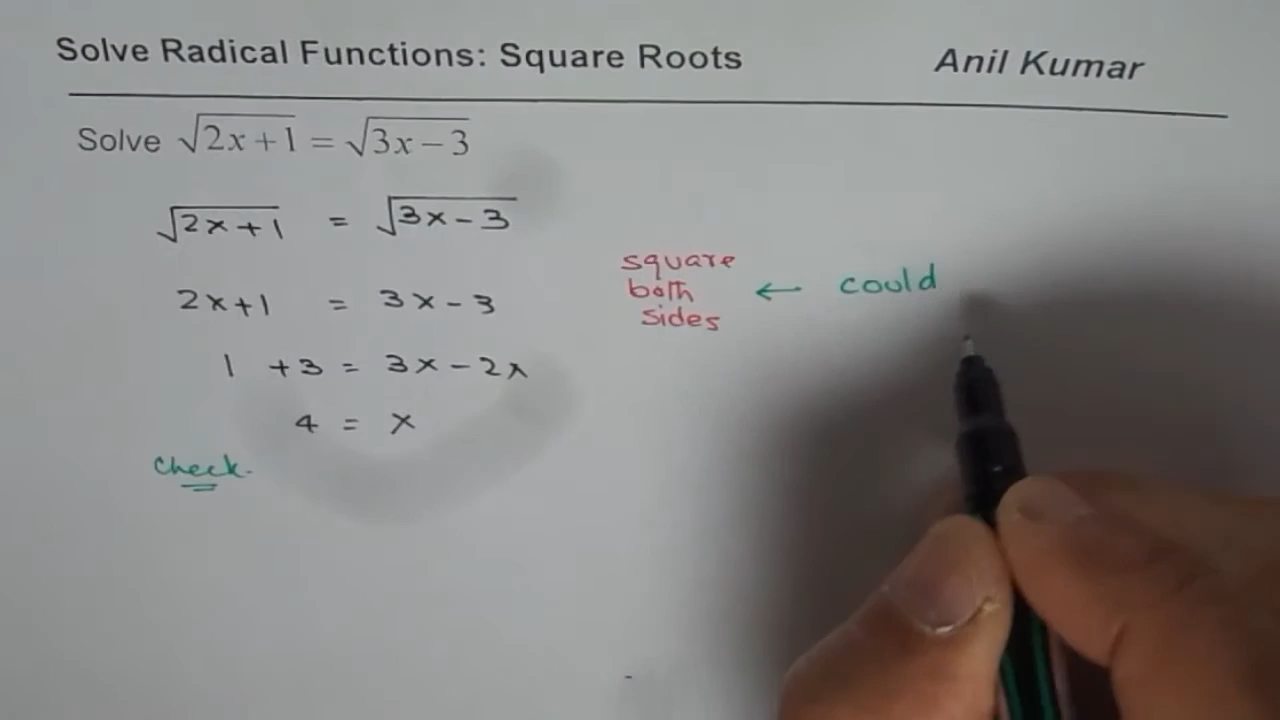 Solve Radical Functions: Square Roots Anil Kumar
Solve √2x+1 = √3x−3
√2x+1 = √3x−3
square
both
sides
← could
2x+1 = 3x−3
1 +3 = 3x−2x
4 = x
check.